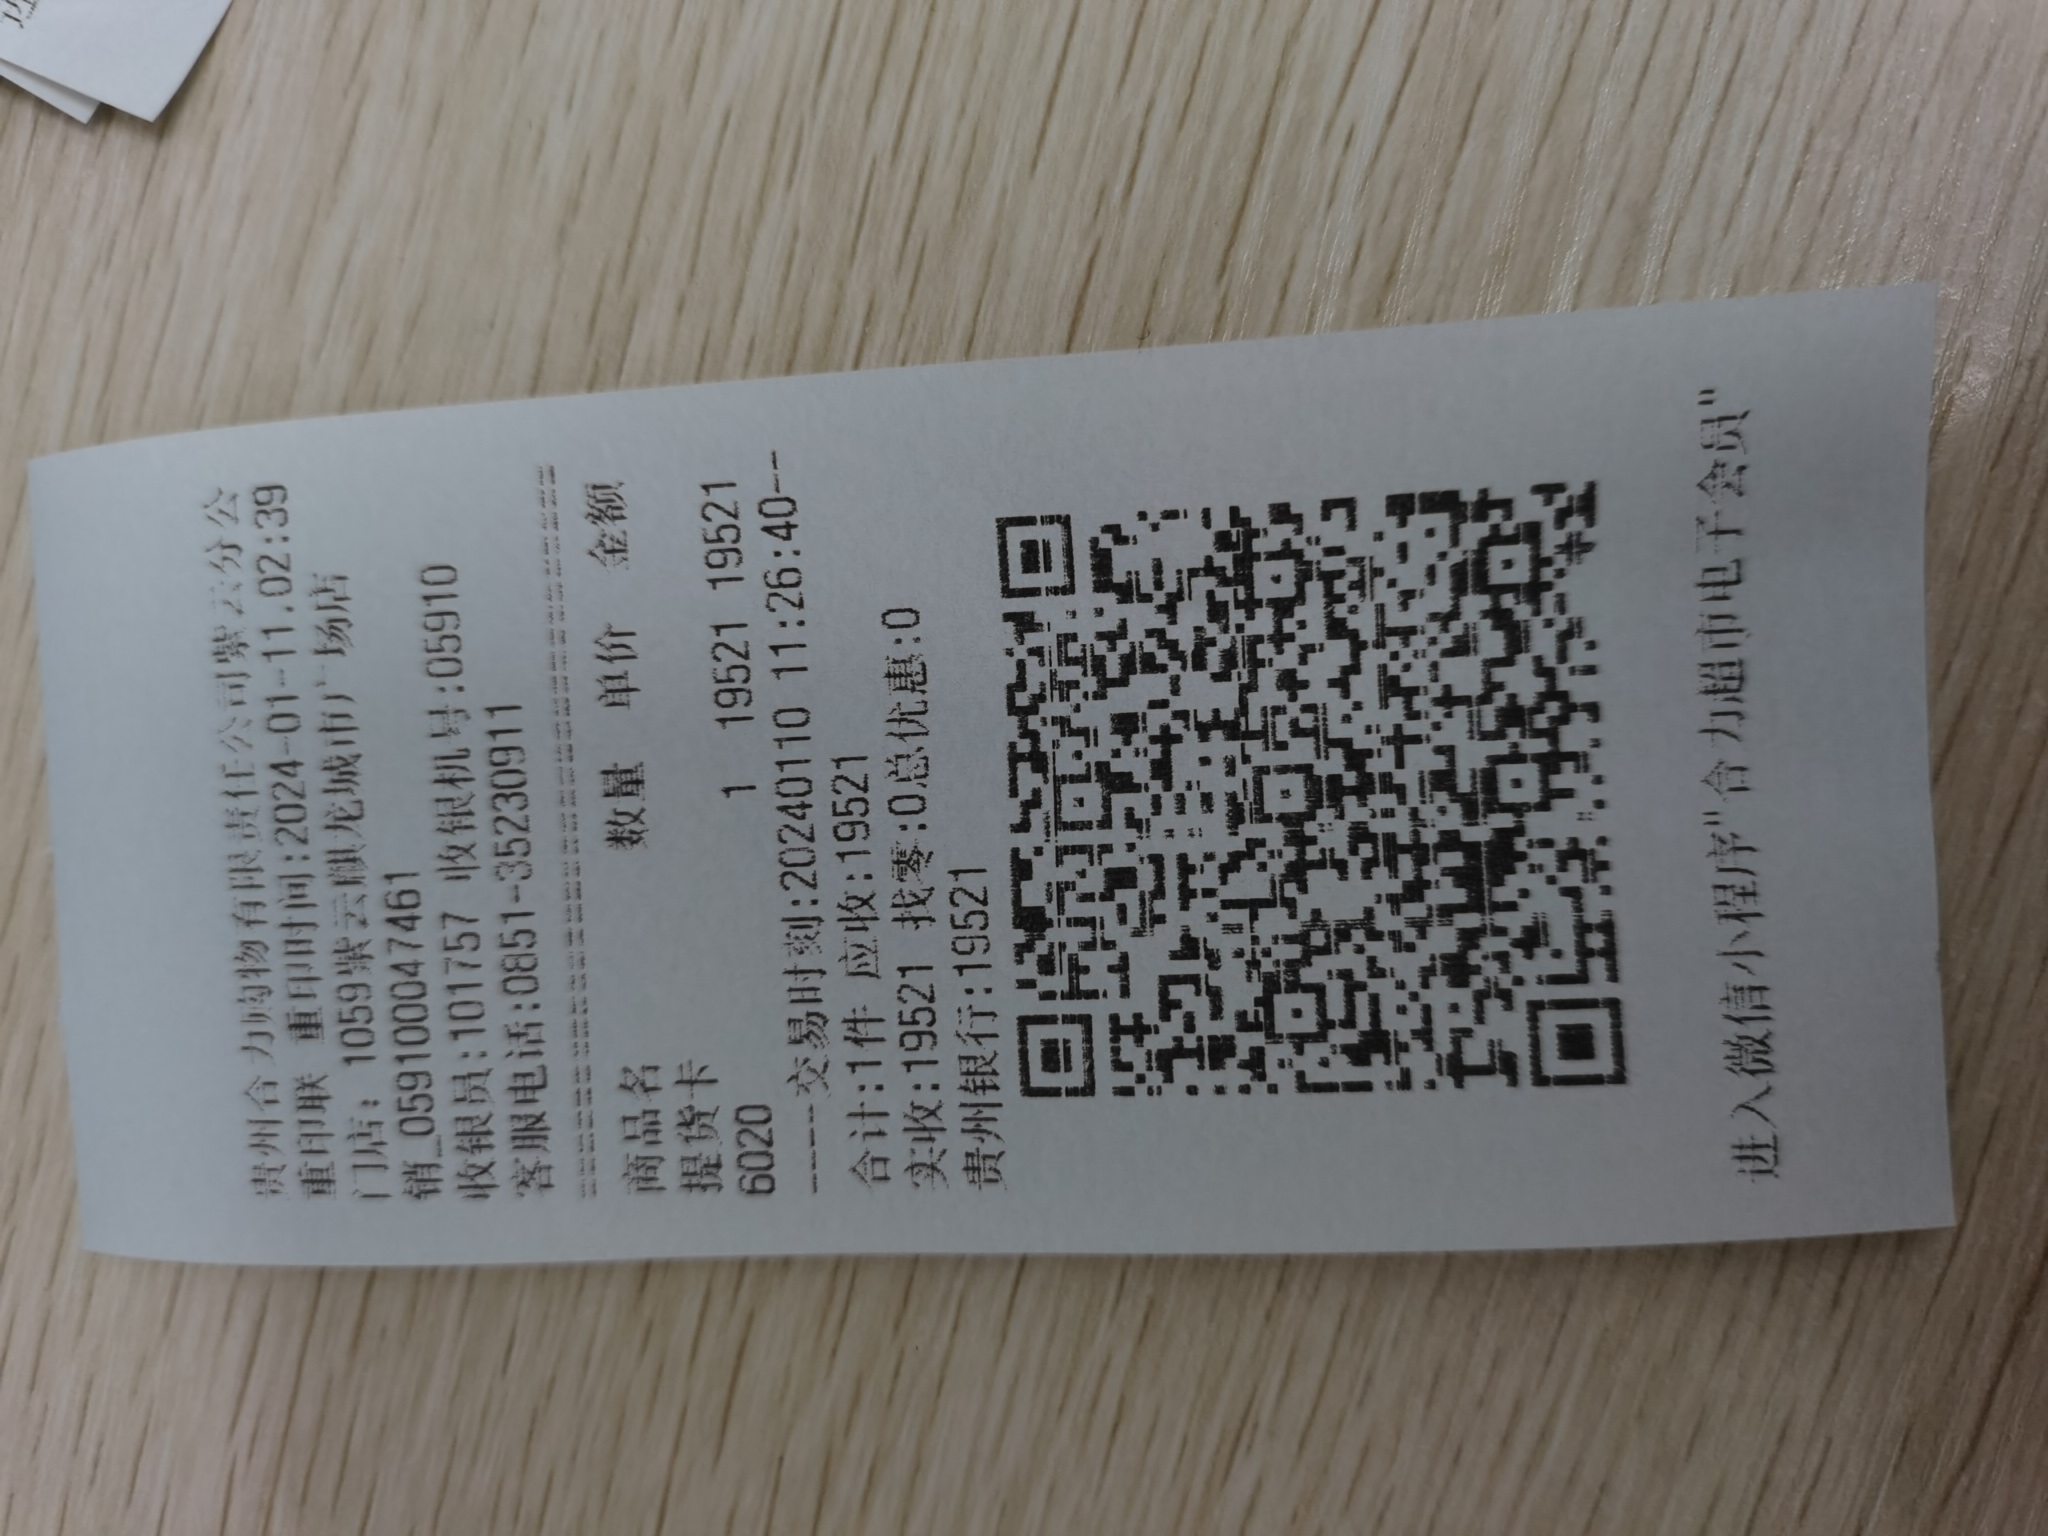 贵州合力购物有限责任公司紫云分公
重印联 重印时间:2024-01-11.02:39
门店: 1059紫云麒龙城市广场店
销_0591000047461
收银员:101757 收银机号:05910
客服电话:0851-35230911
================================
商品名 数量 单价 金额
提货卡
6020 1 19521 19521
----交易时刻:20240110 11:26:40---
合计:1件 应收:19521
实收:19521 找零:0总优惠:0
贵州银行:19521
进入微信小程序"合力超市电子会员"